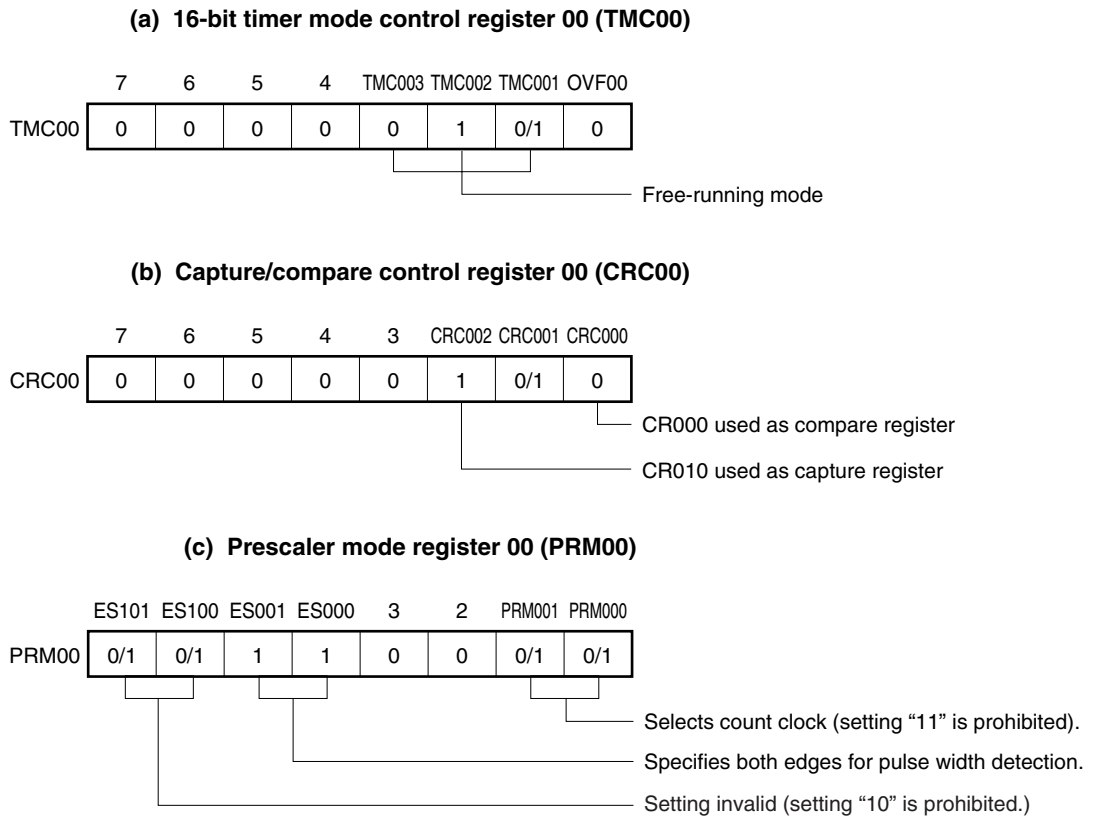 (a) 16-bit timer mode control register 00 (TMC00)
7 6 5 4 TMC003 TMC002 TMC001 OVF00
TMC00 0 0 0 0 0 1 0/1 0
Free-running mode
(b) Capture/compare control register 00 (CRC00)
7 6 5 4 3 CRC002 CRC001 CRC000
CRC00 0 0 0 0 0 1 0/1 0
CR000 used as compare register
CR010 used as capture register
(c) Prescaler mode register 00 (PRM00)
ES101 ES100 ES001 ES000 3 2 PRM001 PRM000
PRM00 0/1 0/1 1 1 0 0 0/1 0/1
Selects count clock (setting “11” is prohibited).
Specifies both edges for pulse width detection.
Setting invalid (setting “10” is prohibited.)